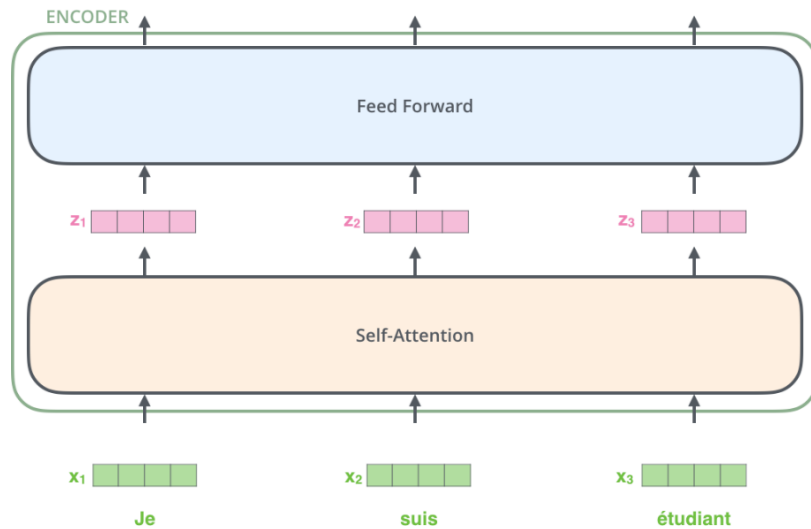 ENCODER
Feed Forward
z₁ z₂ z₃
Self-Attention
x₁ x₂ x₃
Je suis étudiant